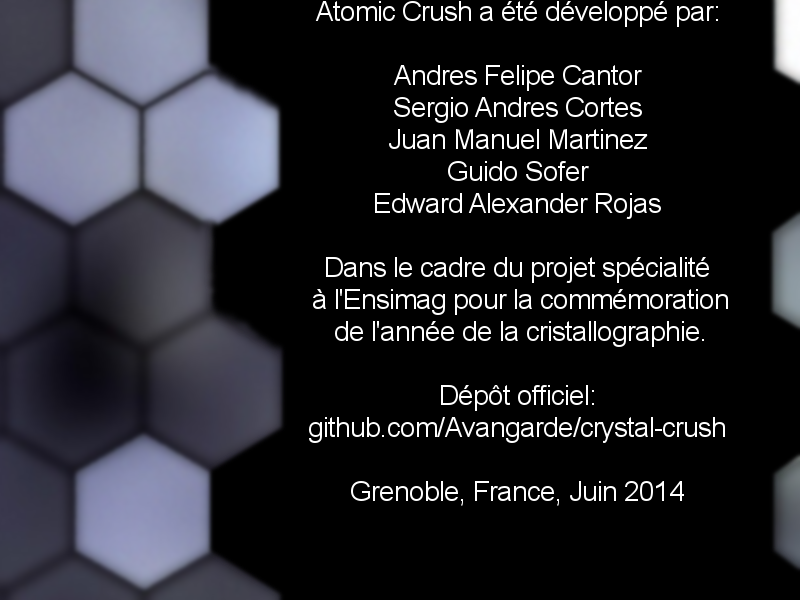 Atomic Crush a été développé par:
Andres Felipe Cantor
Sergio Andres Cortes
Juan Manuel Martinez
Guido Sofer
Edward Alexander Rojas
Dans le cadre du projet spécialité
à l'Ensimag pour la commémoration
de l'année de la cristallographie.
Dépôt officiel:
github.com/Avangarde/crystal-crush
Grenoble, France, Juin 2014